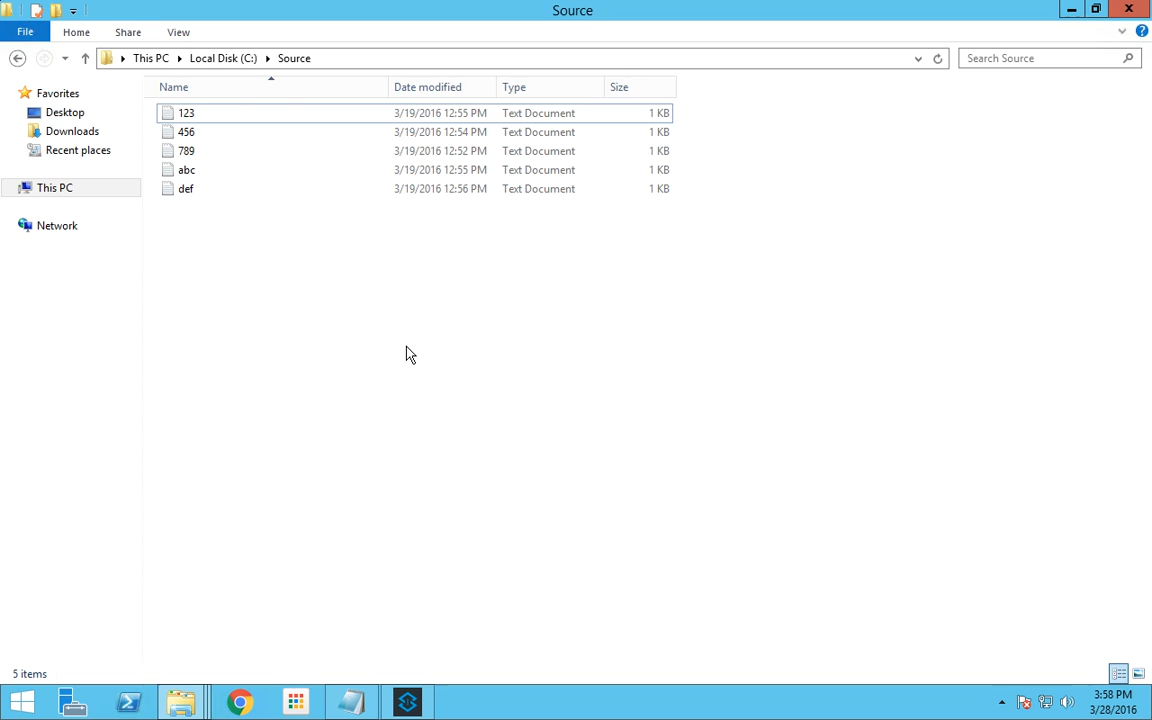 Source
File Home Share View
This PC Local Disk (C:) Source
Search Source
Name Date modified Type Size
Favorites
Desktop
Downloads
Recent places
This PC
Network
123 3/19/2016 12:55 PM Text Document 1 KB
456 3/19/2016 12:54 PM Text Document 1 KB
789 3/19/2016 12:52 PM Text Document 1 KB
abc 3/19/2016 12:55 PM Text Document 1 KB
def 3/19/2016 12:56 PM Text Document 1 KB
5 items
3:58 PM
3/28/2016